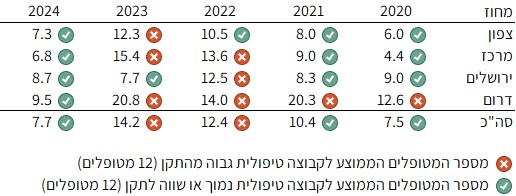 מחוז 2020 2021 2022 2023 2024
צפון 6.0 8.0 10.5 12.3 7.3
מרכז 4.4 9.0 13.6 15.4 6.8
ירושלים 9.0 8.3 12.5 7.7 8.7
דרום 12.6 20.3 14.0 20.8 9.5
סה"כ 7.5 10.4 12.4 14.2 7.7
מספר המטופלים הממוצע לקבוצה טיפולית גבוה מהתקן (12 מטופלים)
מספר המטופלים הממוצע לקבוצה טיפולית נמוך או שווה לתקן (12 מטופלים)